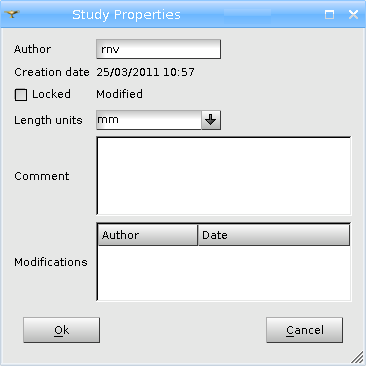 Study Properties
Author rnv
Creation date 25/03/2011 10:57
Locked Modified
Length units mm
Comment
Author Date
Modifications
Ok Cancel